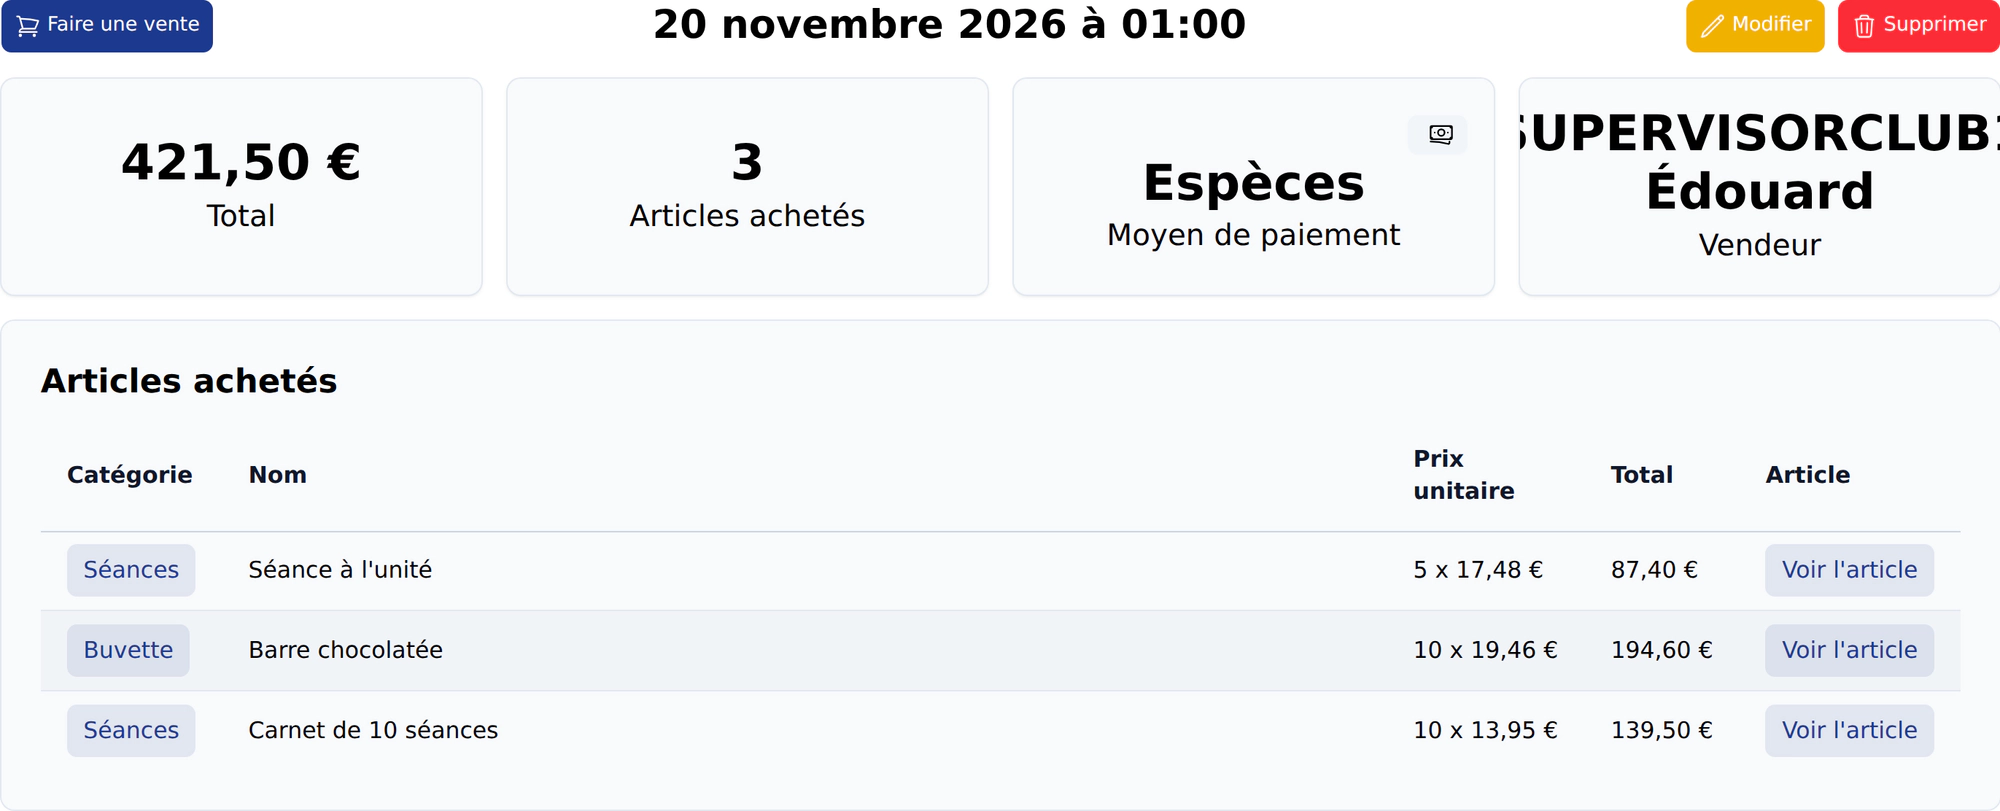 Faire une vente
20 novembre 2026 à 01:00
Modifier
Supprimer
421,50 €
Total
3
Articles achetés
Espèces
Moyen de paiement
Édouard
Vendeur
Articles achetés
Catégorie Nom Prix unitaire Total Article
Séances Séance à l'unité 5 x 17,48 € 87,40 € Voir l'article
Buvette Barre chocolatée 10 x 19,46 € 194,60 € Voir l'article
Séances Carnet de 10 séances 10 x 13,95 € 139,50 € Voir l'article